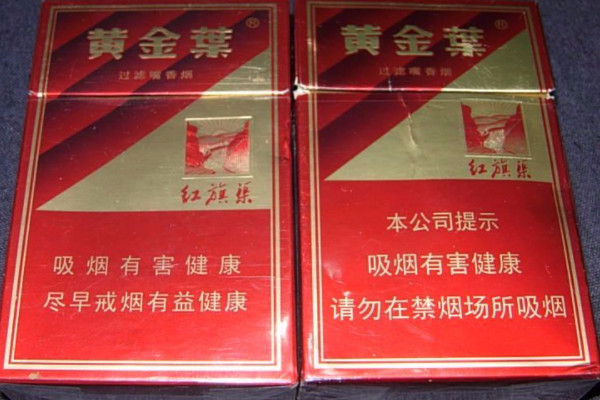 黄金葉®
过滤嘴香烟
红旗渠
吸烟有害健康
尽早戒烟有益健康
黄金葉®
过滤嘴香烟
红旗渠
本公司提示
吸烟有害健康
请勿在禁烟场所吸烟